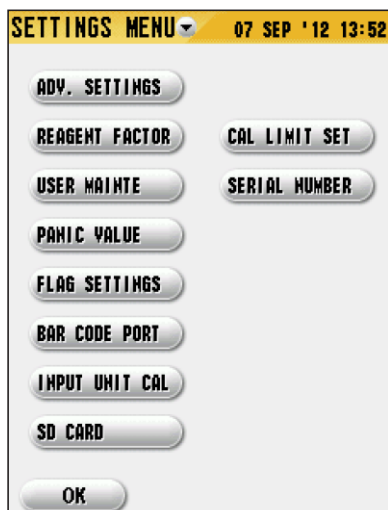 SETTINGS MENU 07 SEP '12 13:52
ADV. SETTINGS
REAGENT FACTOR CAL LIMIT SET
USER MAINTE SERIAL NUMBER
PANIC VALUE
FLAG SETTINGS
BAR CODE PORT
INPUT UNIT CAL
SD CARD
OK